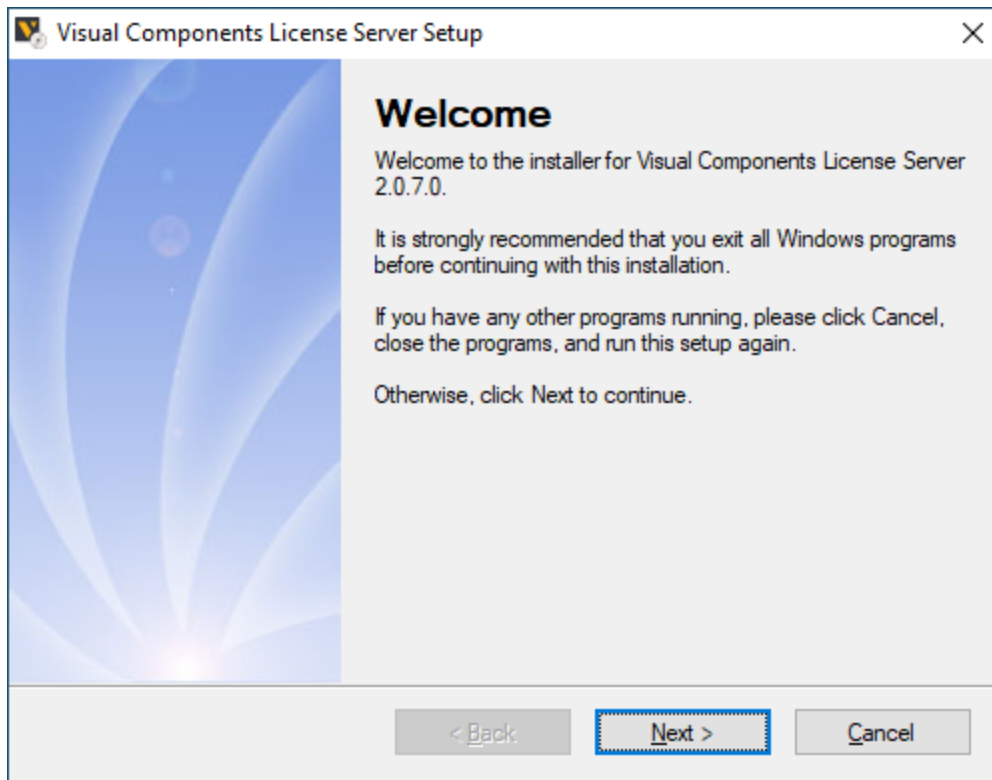 Visual Components License Server Setup
Welcome
Welcome to the installer for Visual Components License Server
2.0.7.0.
It is strongly recommended that you exit all Windows programs
before continuing with this installation.
If you have any other programs running, please click Cancel,
close the programs, and run this setup again.
Otherwise, click Next to continue.
< Back
Next >
Cancel